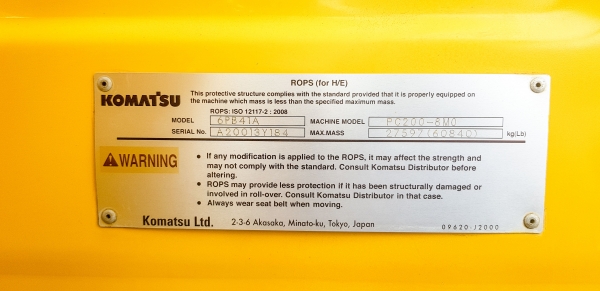 ROPS (for H/E)
KOMATSU
This protective structure complies with the standard provided that it is properly equipped on
the machine which mass is less than the specified maximum mass.
ROPS: ISO 12117-2 : 2008
MODEL 6PB41A MACHINE MODEL PC200-8M0
SERIAL No. A20013Y184 MAX.MASS 27597(60840) kg(Lb)
WARNING
• If any modification is applied to the ROPS, it may affect the strength and
may not comply with the standard. Consult Komatsu Distributor before
altering.
• ROPS may provide less protection if it has been structurally damaged or
involved in roll-over. Consult Komatsu Distributor in that case.
• Always wear seat belt when moving.
Komatsu Ltd. 2-3-6 Akasaka, Minato-ku, Tokyo, Japan 09620-J2000